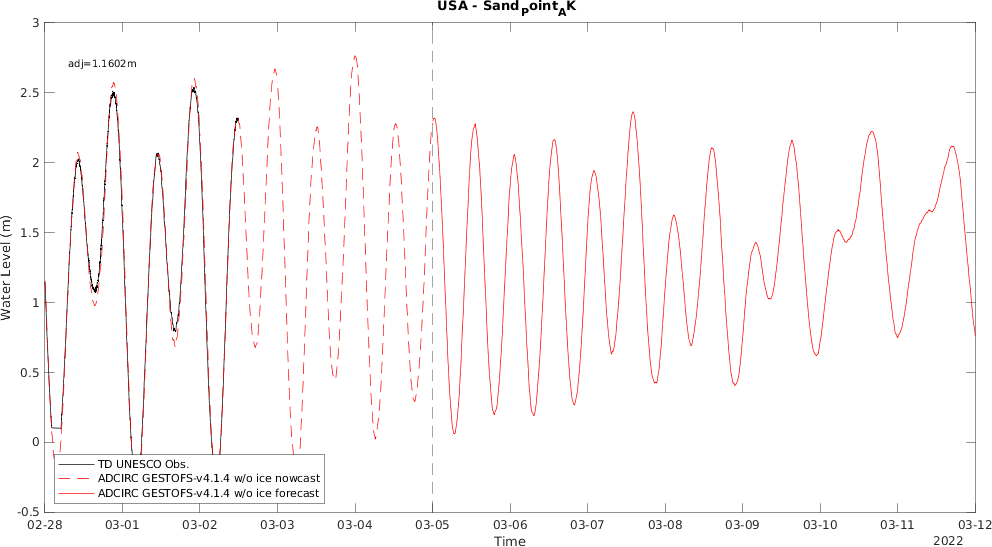 USA - Sand_Point_AK
adj=1.1602m
3
2.5
2
1.5
1
0.5
0
-0.5
Water Level (m)
TD UNESCO Obs.
ADCIRC GESTOFS-v4.1.4 w/o ice nowcast
ADCIRC GESTOFS-v4.1.4 w/o ice forecast
02-28 03-01 03-02 03-03 03-04 03-05 03-06 03-07 03-08 03-09 03-10 03-11 03-12
Time
2022